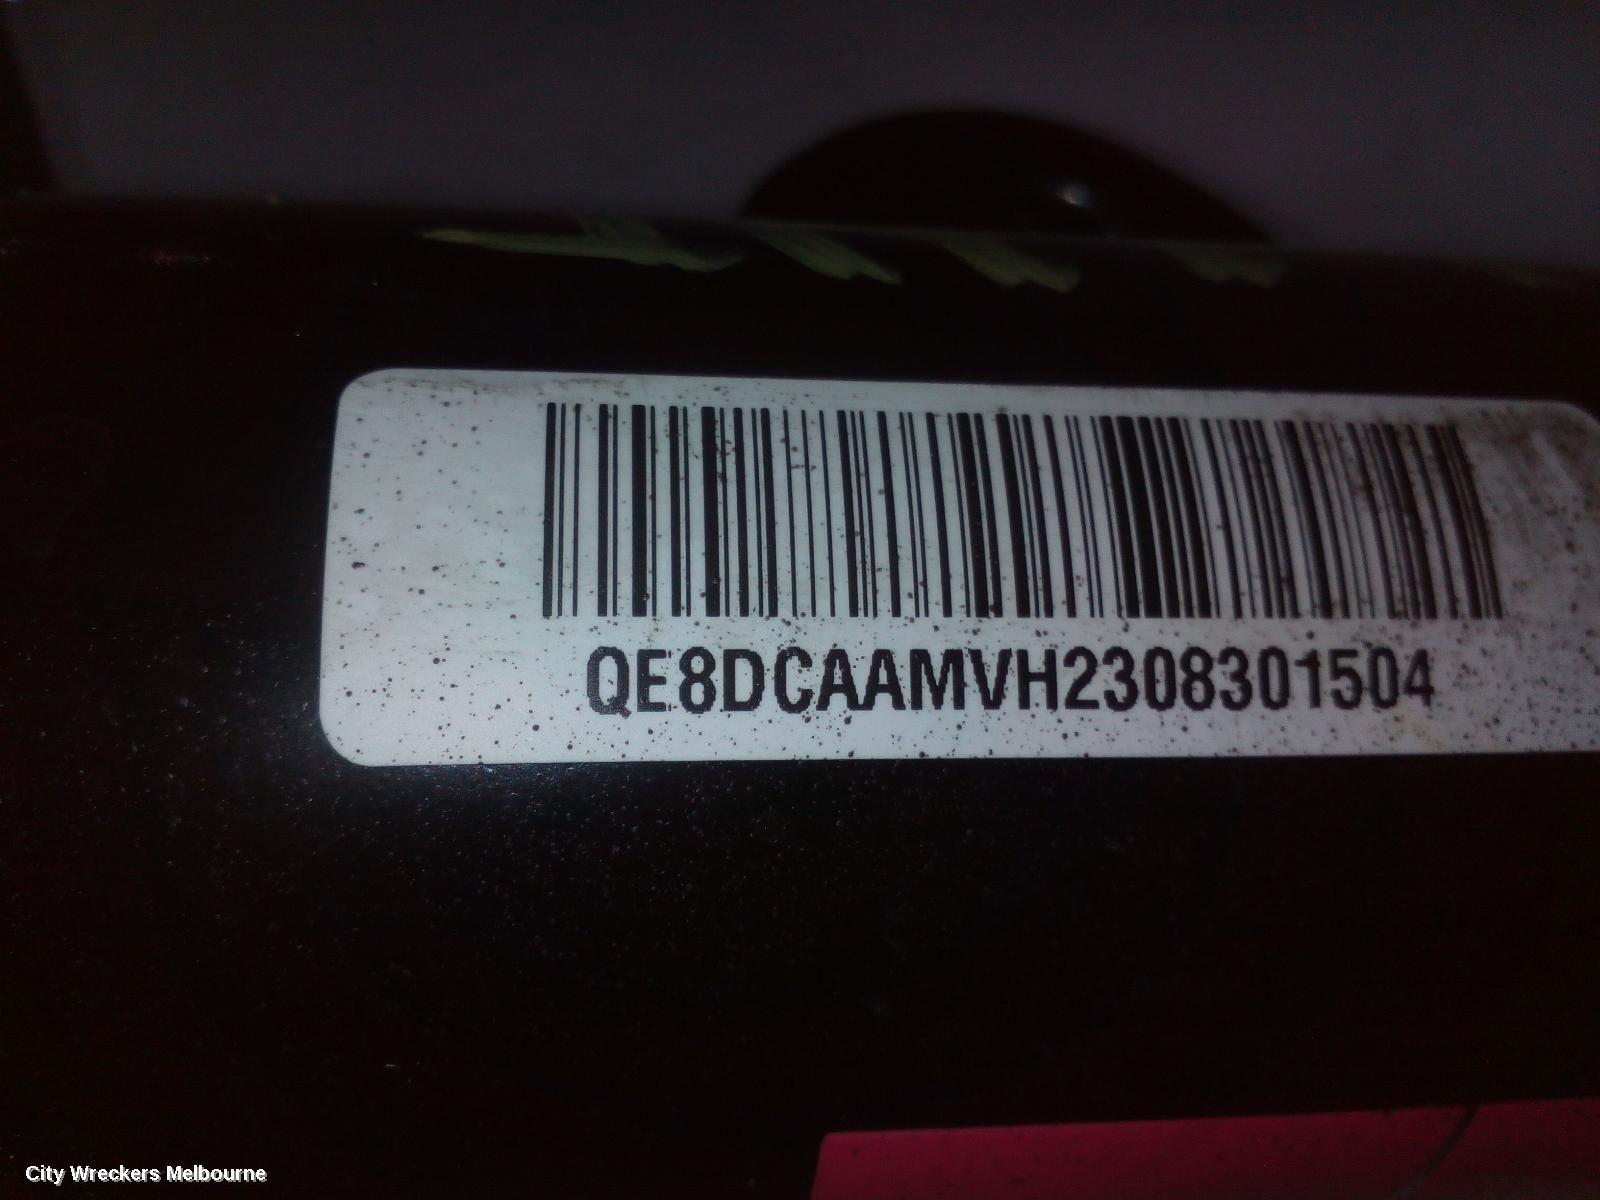 QE8DCAAMVH2308301504
City Wreckers Melbourne